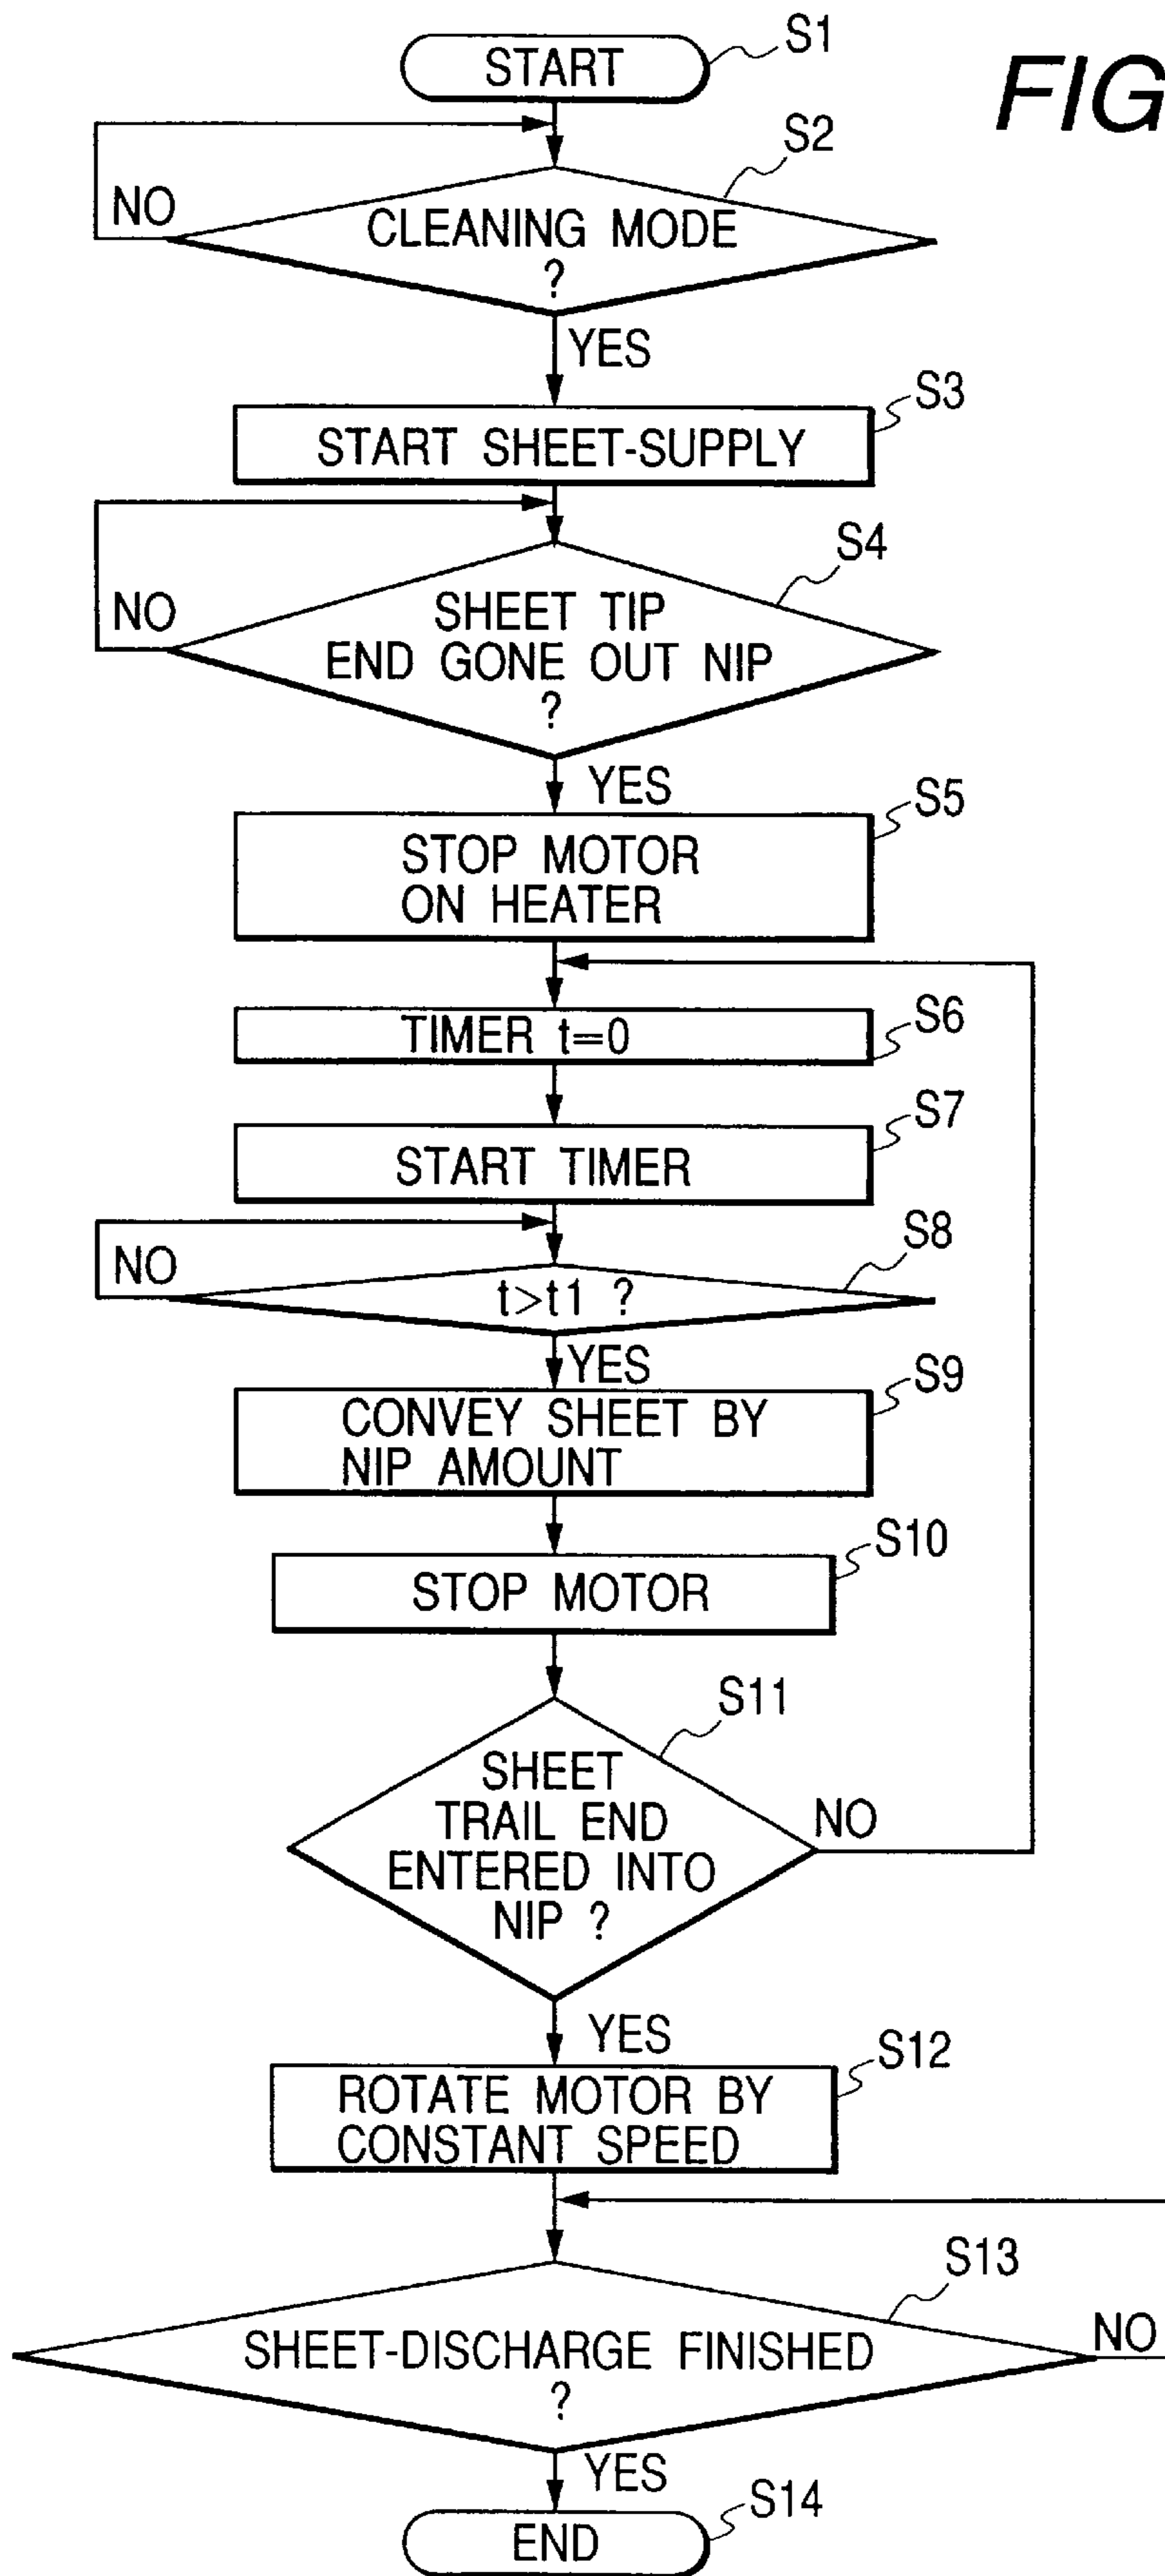 START
S1
FIG
S2
NO
CLEANING MODE
?
YES
S3
START SHEET-SUPPLY
S4
NO
SHEET TIP
END GONE OUT NIP
?
YES
S5
STOP MOTOR
ON HEATER
S6
TIMER t=0
S7
START TIMER
S8
NO
t>t1 ?
YES
S9
CONVEY SHEET BY
NIP AMOUNT
S10
STOP MOTOR
S11
SHEET
TRAIL END
ENTERED INTO
NIP ?
NO
YES
S12
ROTATE MOTOR BY
CONSTANT SPEED
S13
SHEET-DISCHARGE FINISHED
?
NO
YES
S14
END